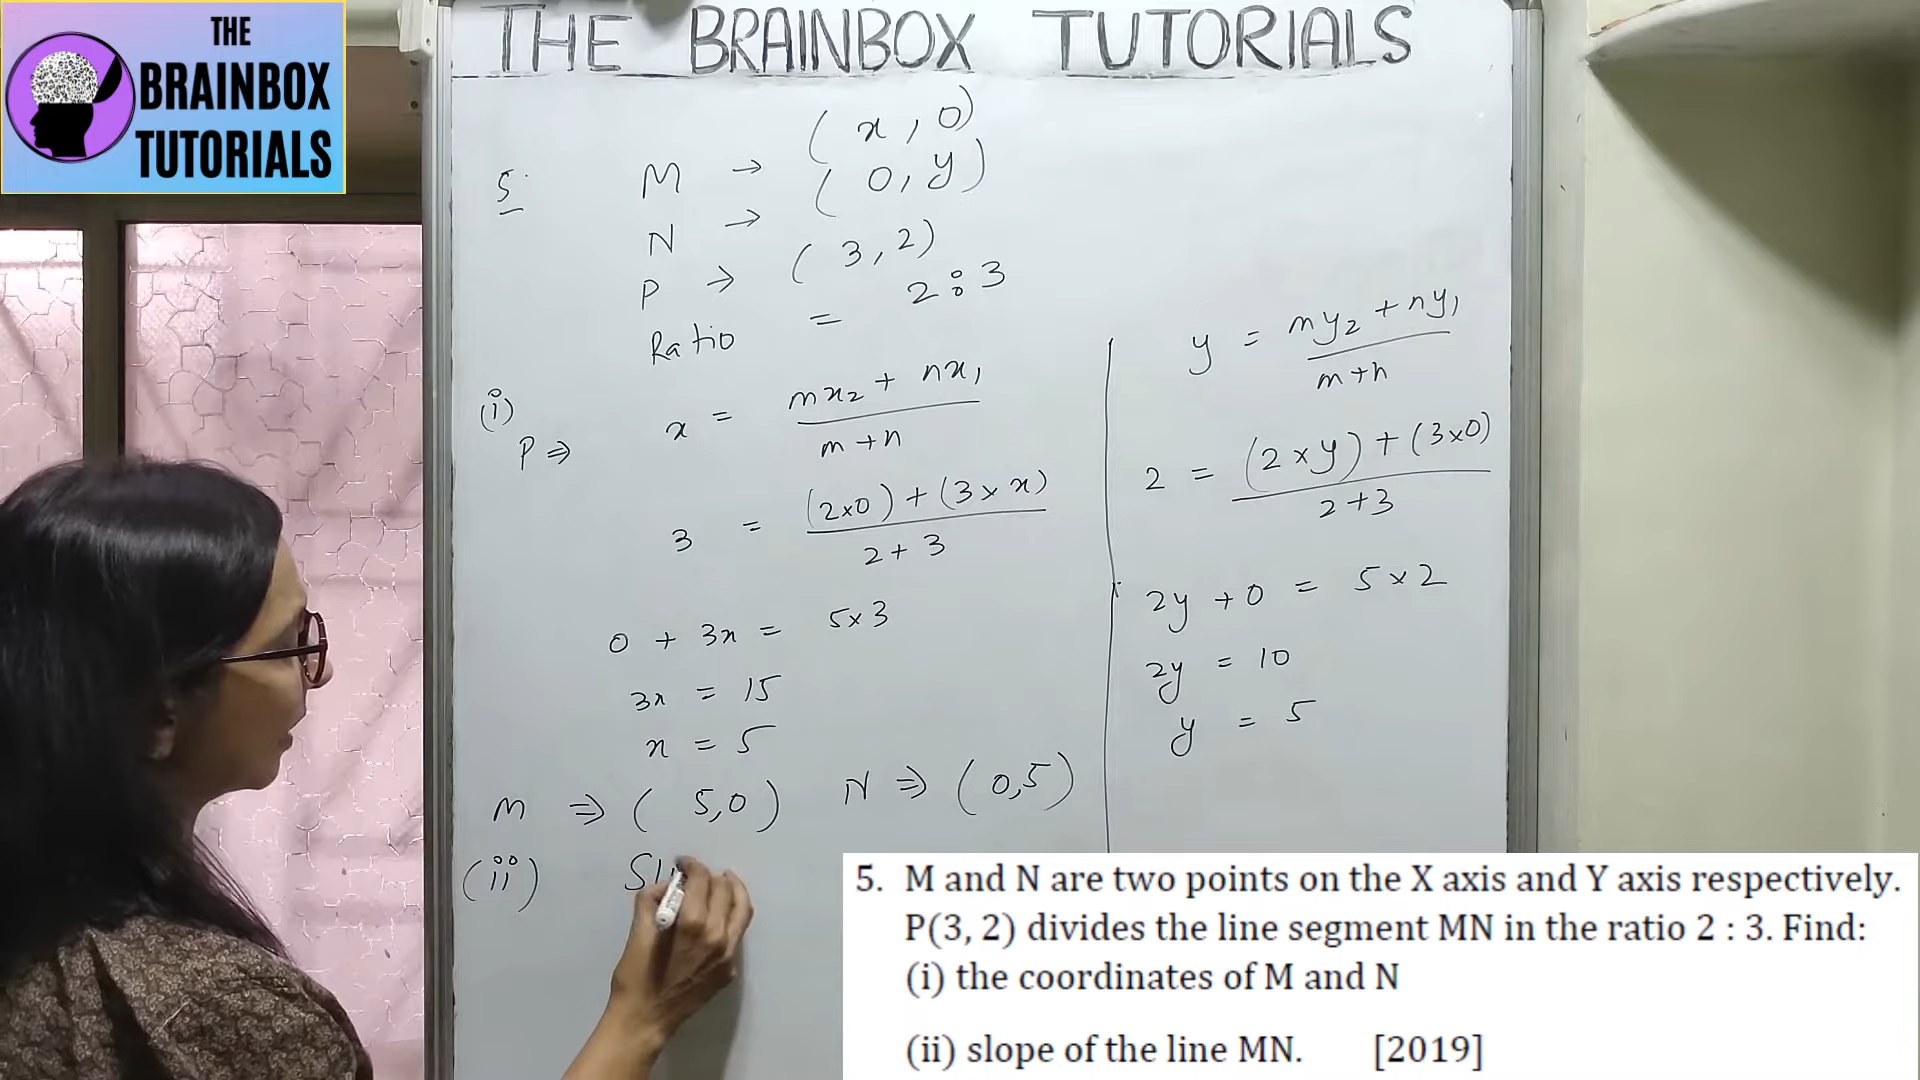 THE
BRAINBOX
TUTORIALS
THE BRAINBOX TUTORIALS
5.
M → (x, 0)
N → (0, y)
P → (3, 2)
Ratio = 2:3
(i)
P ⇒ x = mx₂ + nx₁ / m+n
3 = (2×0) + (3×x) / 2+3
0 + 3x = 5×3
3x = 15
x = 5
M ⇒ (5,0) N ⇒ (0,5)
(ii)
y = my₂ + ny₁ / m+n
2 = (2×y) + (3×0) / 2+3
2y + 0 = 5×2
2y = 10
y = 5
5. M and N are two points on the X axis and Y axis respectively.
P(3, 2) divides the line segment MN in the ratio 2 : 3. Find:
(i) the coordinates of M and N
(ii) slope of the line MN. [2019]